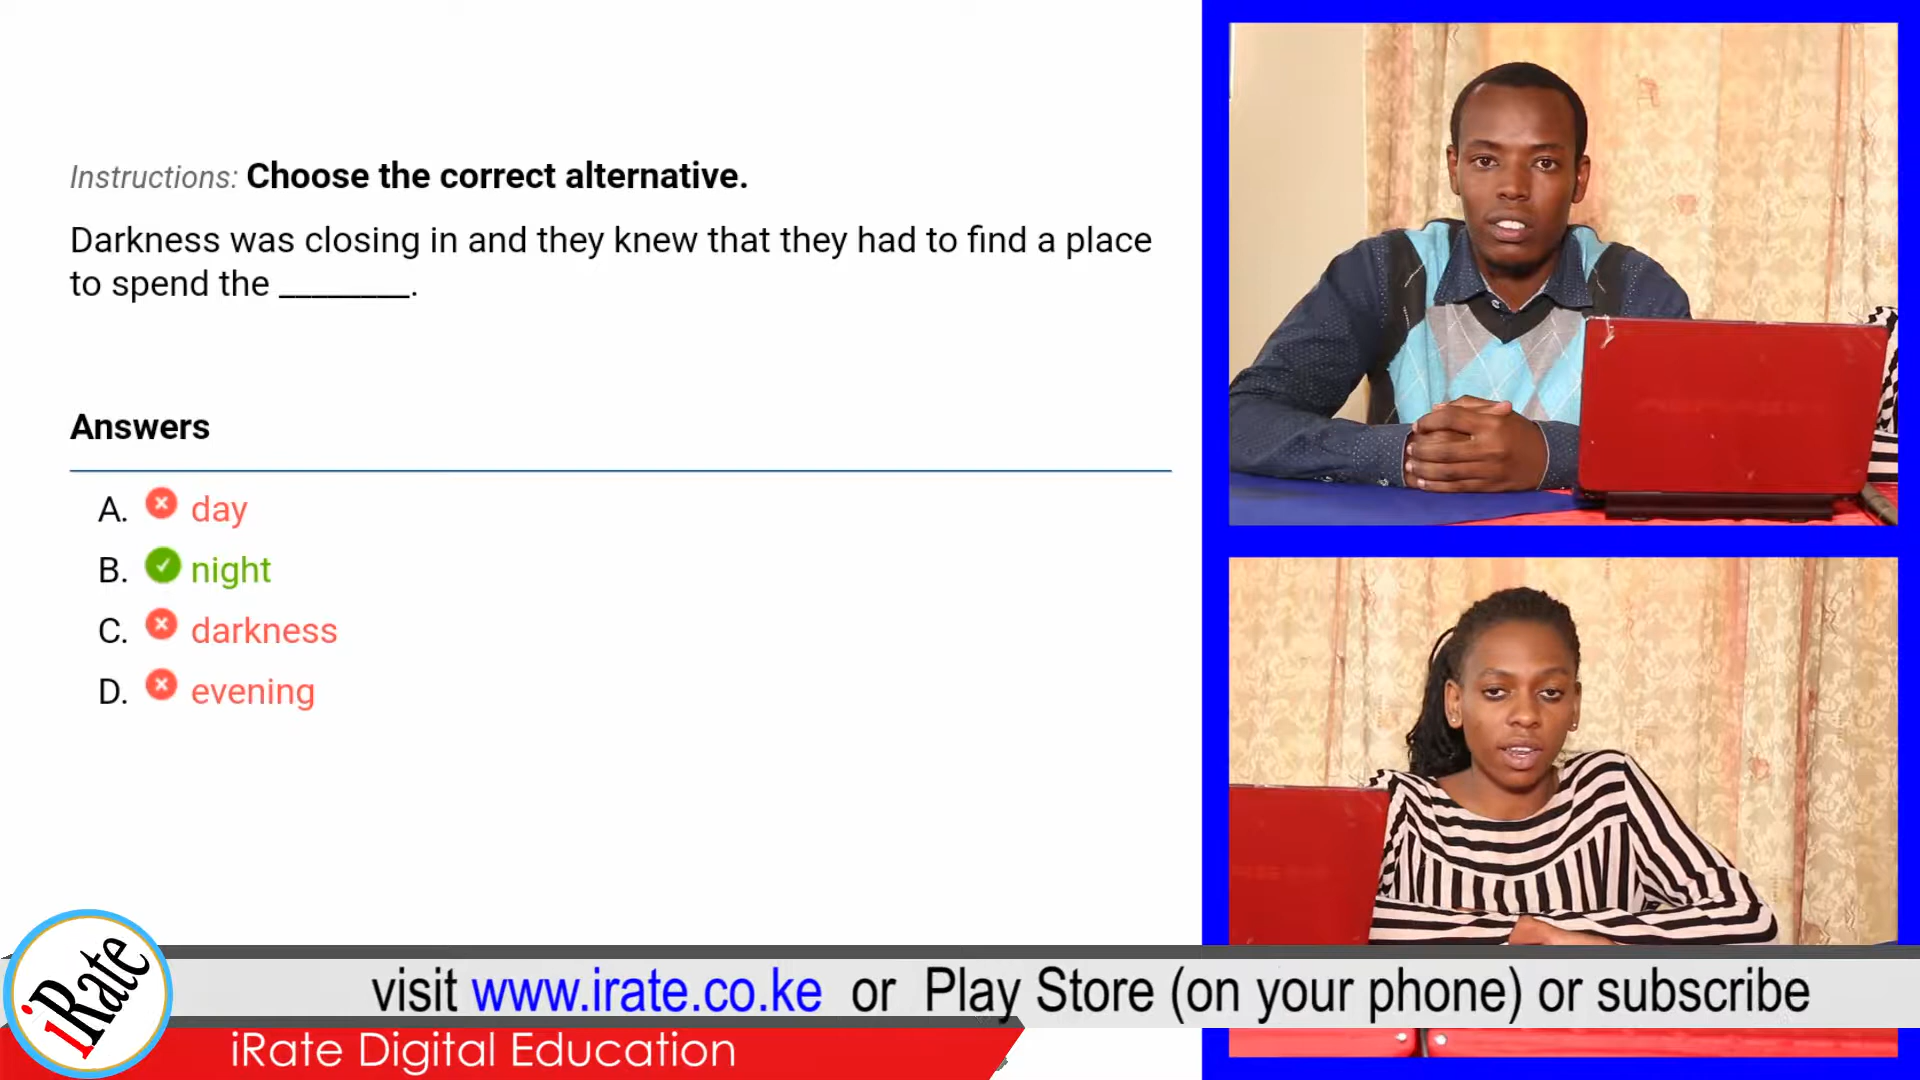 Instructions: Choose the correct alternative.
Darkness was closing in and they knew that they had to find a place
to spend the ________.
Answers
A. day
B. night
C. darkness
D. evening
iRate
visit www.irate.co.ke or Play Store (on your phone) or subscribe
iRate Digital Education